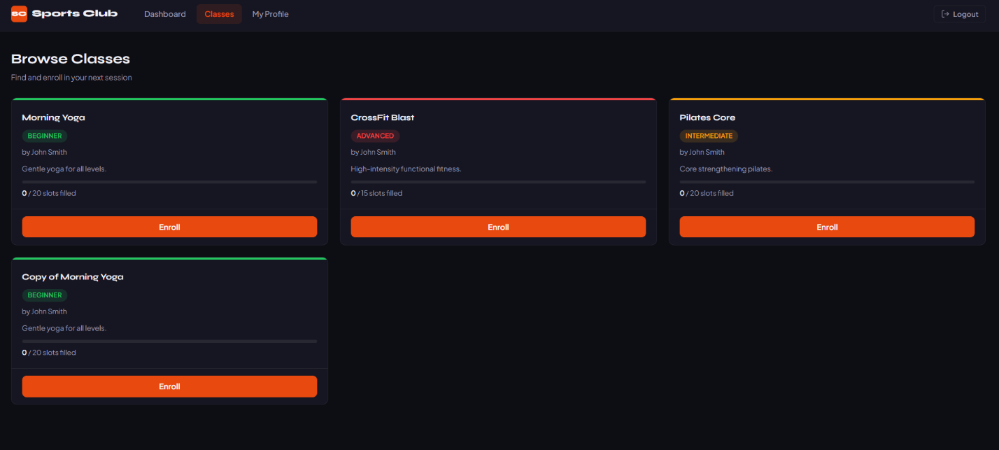 SC Sports Club Dashboard Classes My Profile Logout
Browse Classes
Find and enroll in your next session
Morning Yoga
BEGINNER
by John Smith
Gentle yoga for all levels.
0 / 20 slots filled
Enroll
CrossFit Blast
ADVANCED
by John Smith
High-intensity functional fitness.
0 / 15 slots filled
Enroll
Pilates Core
INTERMEDIATE
by John Smith
Core strengthening pilates.
0 / 20 slots filled
Enroll
Copy of Morning Yoga
BEGINNER
by John Smith
Gentle yoga for all levels.
0 / 20 slots filled
Enroll